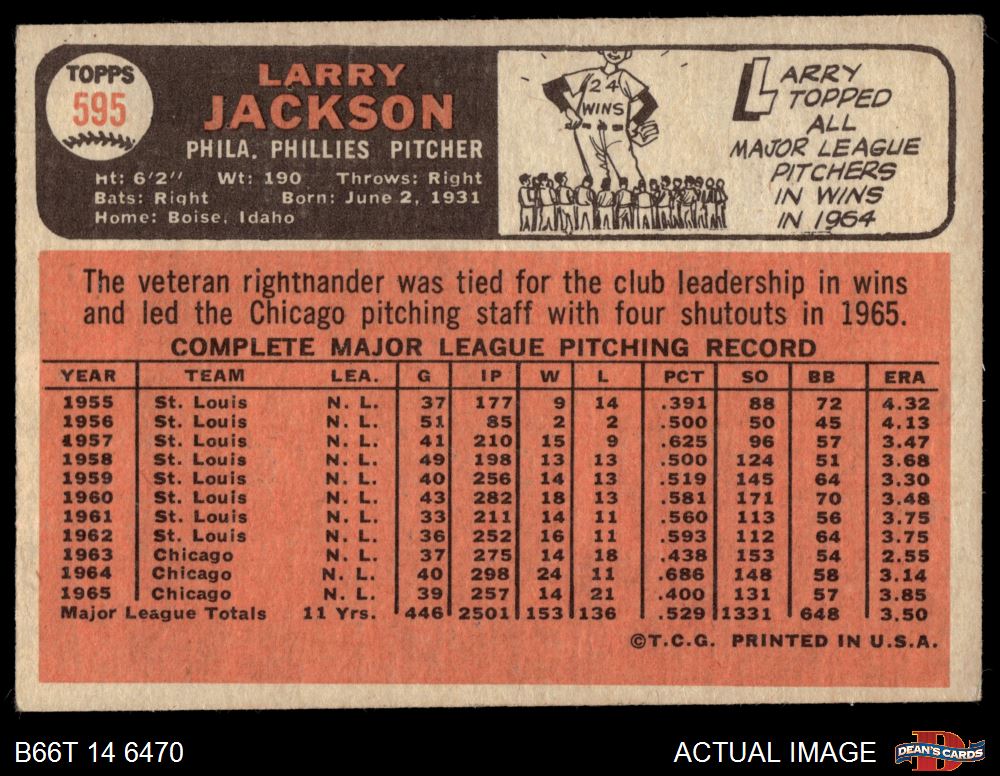 TOPPS
595
LARRY
JACKSON
PHILA. PHILLIES PITCHER
Ht: 6'2" Wt: 190 Throws: Right
Bats: Right Born: June 2, 1931
Home: Boise, Idaho
24
WINS
LARRY
TOPPED
ALL
MAJOR LEAGUE
PITCHERS
IN WINS
IN 1964
The veteran righthander was tied for the club leadership in wins
and led the Chicago pitching staff with four shutouts in 1965.
COMPLETE MAJOR LEAGUE PITCHING RECORD
YEAR TEAM LEA. G IP W L PCT SO BB ERA
1955 St. Louis N. L. 37 177 9 14 .391 88 72 4.32
1956 St. Louis N. L. 51 85 2 2 .500 50 45 4.13
1957 St. Louis N. L. 41 210 15 9 .625 96 57 3.47
1958 St. Louis N. L. 49 198 13 13 .500 124 51 3.68
1959 St. Louis N. L. 40 256 14 13 .519 145 64 3.30
1960 St. Louis N. L. 43 282 18 13 .581 171 70 3.48
1961 St. Louis N. L. 33 211 14 11 .560 113 56 3.75
1962 St. Louis N. L. 36 252 16 11 .593 112 64 3.75
1963 Chicago N. L. 37 275 14 18 .438 153 54 2.55
1964 Chicago N. L. 40 298 24 11 .686 148 58 3.14
1965 Chicago N. L. 39 257 14 21 .400 131 57 3.85
Major League Totals 11 Yrs. 446 2501 153 136 .529 1331 648 3.50
©T.C.G. PRINTED IN U.S.A.
B66T 14 6470
ACTUAL IMAGE
DEAN'S CARDS